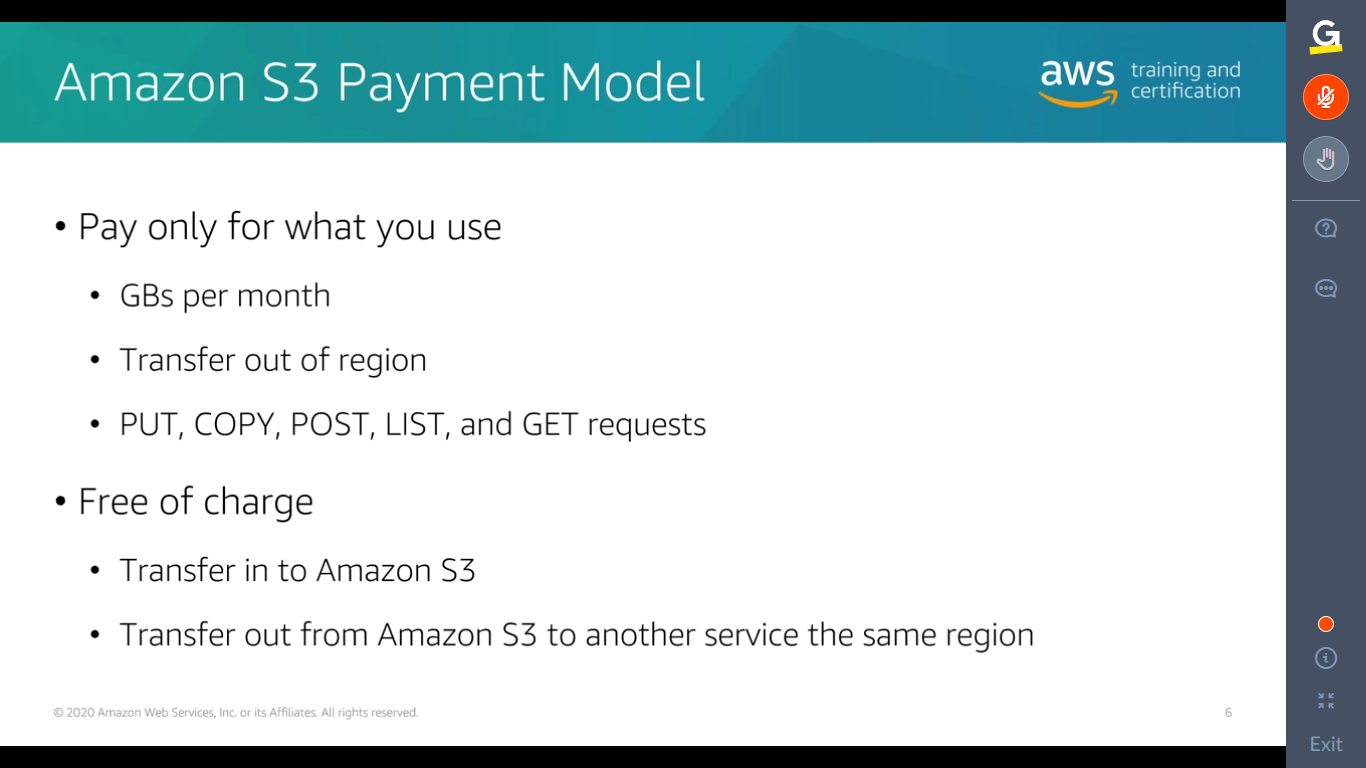 Amazon S3 Payment Model
aws training and
certification
• Pay only for what you use
• GBs per month
• Transfer out of region
• PUT, COPY, POST, LIST, and GET requests
• Free of charge
• Transfer in to Amazon S3
• Transfer out from Amazon S3 to another service the same region
© 2020 Amazon Web Services, Inc. or its Affiliates. All rights reserved.
6
G
Exit